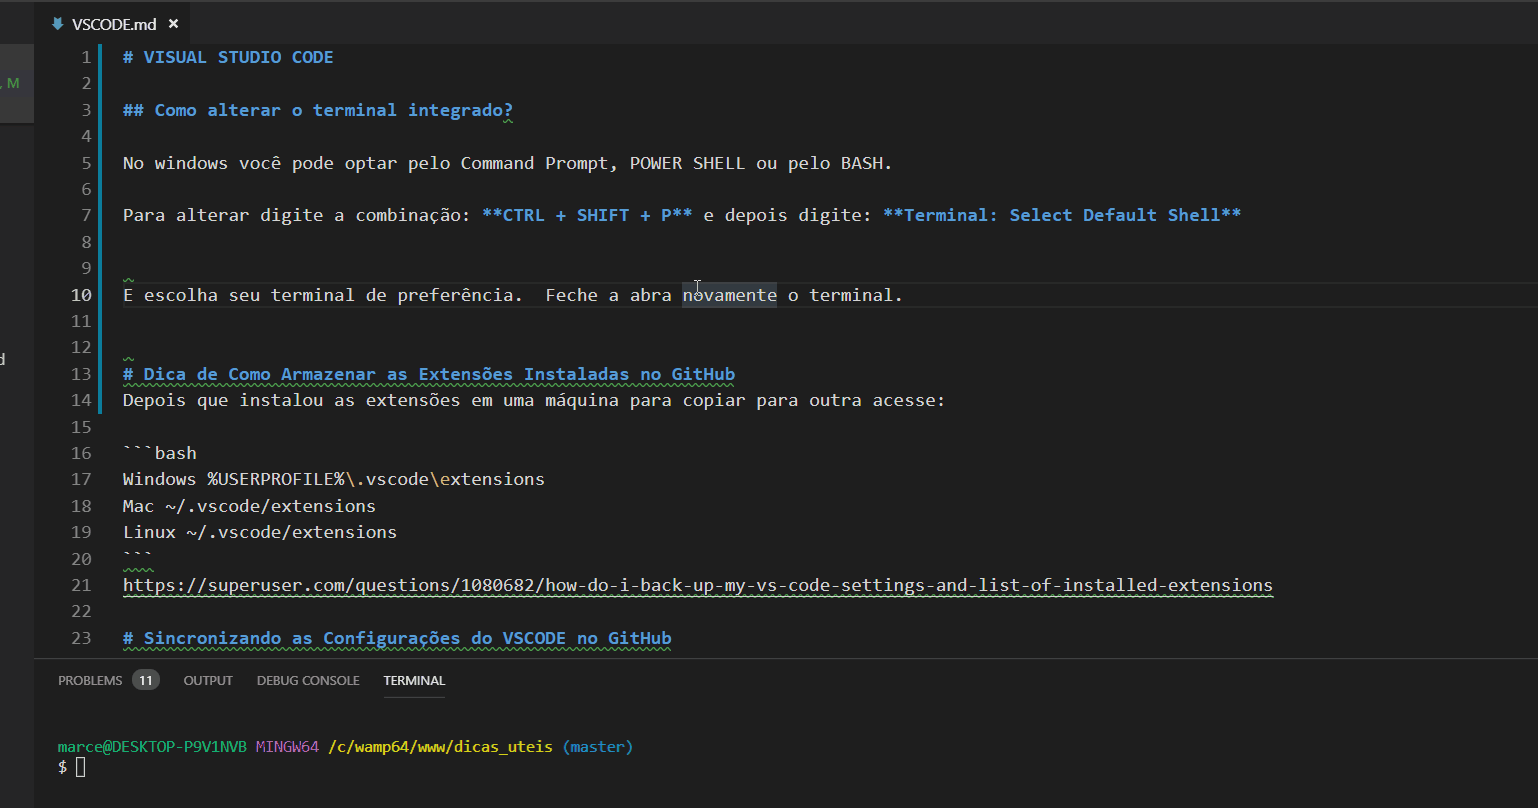 VSCODE.md ×
, M
d
1 # VISUAL STUDIO CODE
2
3 ## Como alterar o terminal integrado?
4
5 No windows você pode optar pelo Command Prompt, POWER SHELL ou pelo BASH.
6
7 Para alterar digite a combinação: **CTRL + SHIFT + P** e depois digite: **Terminal: Select Default Shell**
8
9
10 E escolha seu terminal de preferência.  Feche a abra novamente o terminal.
11
12
13 # Dica de Como Armazenar as Extensões Instaladas no GitHub
14 Depois que instalou as extensões em uma máquina para copiar para outra acesse:
15
16 ```bash
17 Windows %USERPROFILE%\.vscode\extensions
18 Mac ~/.vscode/extensions
19 Linux ~/.vscode/extensions
20 ```
21 https://superuser.com/questions/1080682/how-do-i-back-up-my-vs-code-settings-and-list-of-installed-extensions
22
23 # Sincronizando as Configurações do VSCODE no GitHub
PROBLEMS 11 OUTPUT DEBUG CONSOLE TERMINAL
marce@DESKTOP-P9V1NVB MINGW64 /c/wamp64/www/dicas_uteis (master)
$